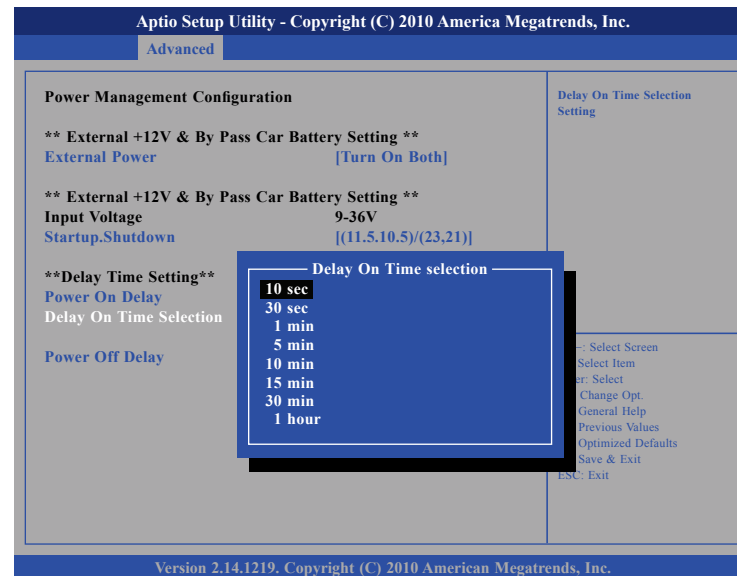 Aptio Setup Utility - Copyright (C) 2010 America Megatrends, Inc.
Advanced
Power Management Configuration
** External +12V & By Pass Car Battery Setting **
External Power [Turn On Both]
** External +12V & By Pass Car Battery Setting **
Input Voltage 9-36V
Startup.Shutdown [(11.5.10.5)/(23,21)]
**Delay Time Setting**
Power On Delay
Delay On Time Selection
Power Off Delay
Delay On Time selection
10 sec
30 sec
1 min
5 min
10 min
15 min
30 min
1 hour
Delay On Time Selection
Setting
: Select Screen
Select Item
: Select
Change Opt.
General Help
Previous Values
Optimized Defaults
Save & Exit
ESC: Exit
Version 2.14.1219. Copyright (C) 2010 American Megatrends, Inc.